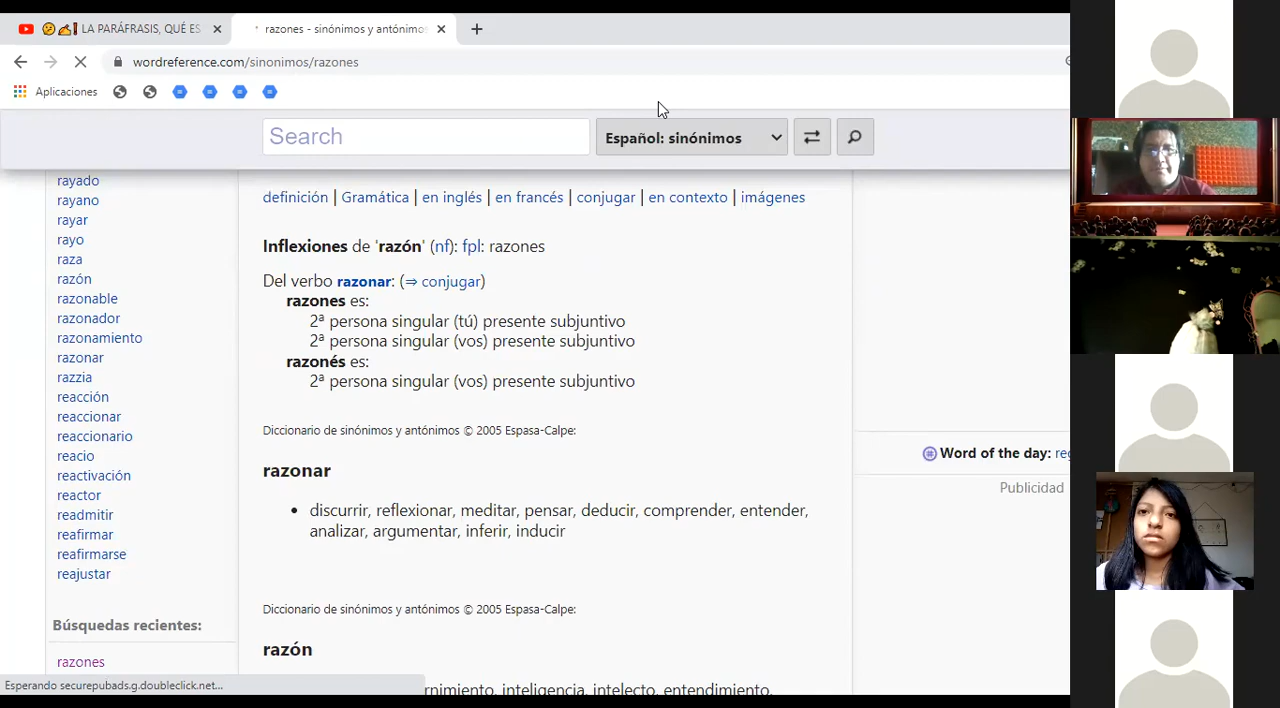 LA PARÁFRASIS, QUÉ ES
razones - sinónimos y antónimos
wordreference.com/sinonimos/razones
Aplicaciones
Search
Español: sinónimos
rayado
rayano
rayar
rayo
raza
razón
razonable
razonador
razonamiento
razonar
razzia
reacción
reaccionar
reaccionario
reacio
reactivación
reactor
readmitir
reafirmar
reafirmarse
reajustar
Búsquedas recientes:
razones
Esperando securepubads.g.doubleclick.net...
definición | Gramática | en inglés | en francés | conjugar | en contexto | imágenes
Inflexiones de 'razón' (nf): fpl: razones
Del verbo razonar: (⇒ conjugar)
razones es:
2ª persona singular (tú) presente subjuntivo
2ª persona singular (vos) presente subjuntivo
razonés es:
2ª persona singular (vos) presente subjuntivo
Diccionario de sinónimos y antónimos © 2005 Espasa-Calpe:
razonar
• discurrir, reflexionar, meditar, pensar, deducir, comprender, entender,
analizar, argumentar, inferir, inducir
Diccionario de sinónimos y antónimos © 2005 Espasa-Calpe:
razón
rnimiento, inteligencia, intelecto, entendimiento,
Word of the day: reg
Publicidad